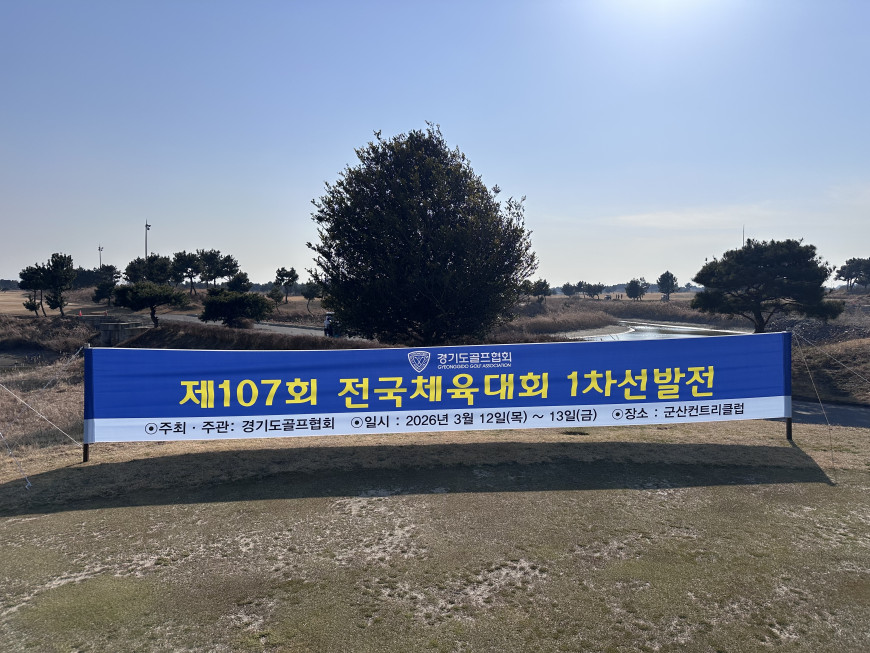 경기도골프협회
GYEONGGIDO GOLF ASSOCIATION
제107회 전국체육대회 1차선발전
⊙주최 · 주관: 경기도골프협회 ⊙일시 : 2026년 3월 12일(목) ~ 13일(금) ⊙장소 : 군산컨트리클럽